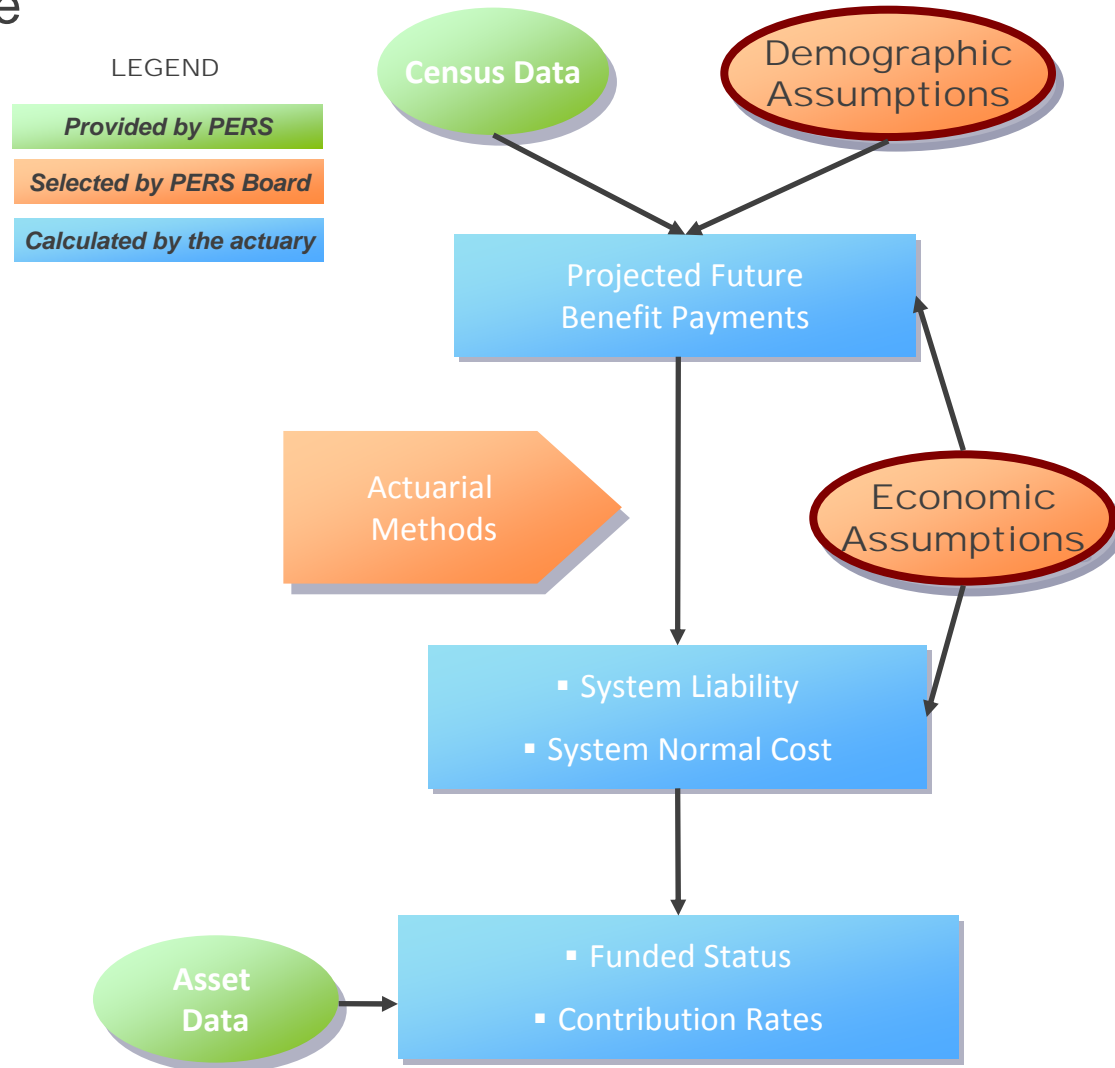 e
LEGEND
Provided by PERS
Selected by PERS Board
Calculated by the actuary
Census Data
Demographic
Assumptions
Projected Future
Benefit Payments
Actuarial
Methods
Economic
Assumptions
▪ System Liability
▪ System Normal Cost
Asset
Data
▪ Funded Status
▪ Contribution Rates